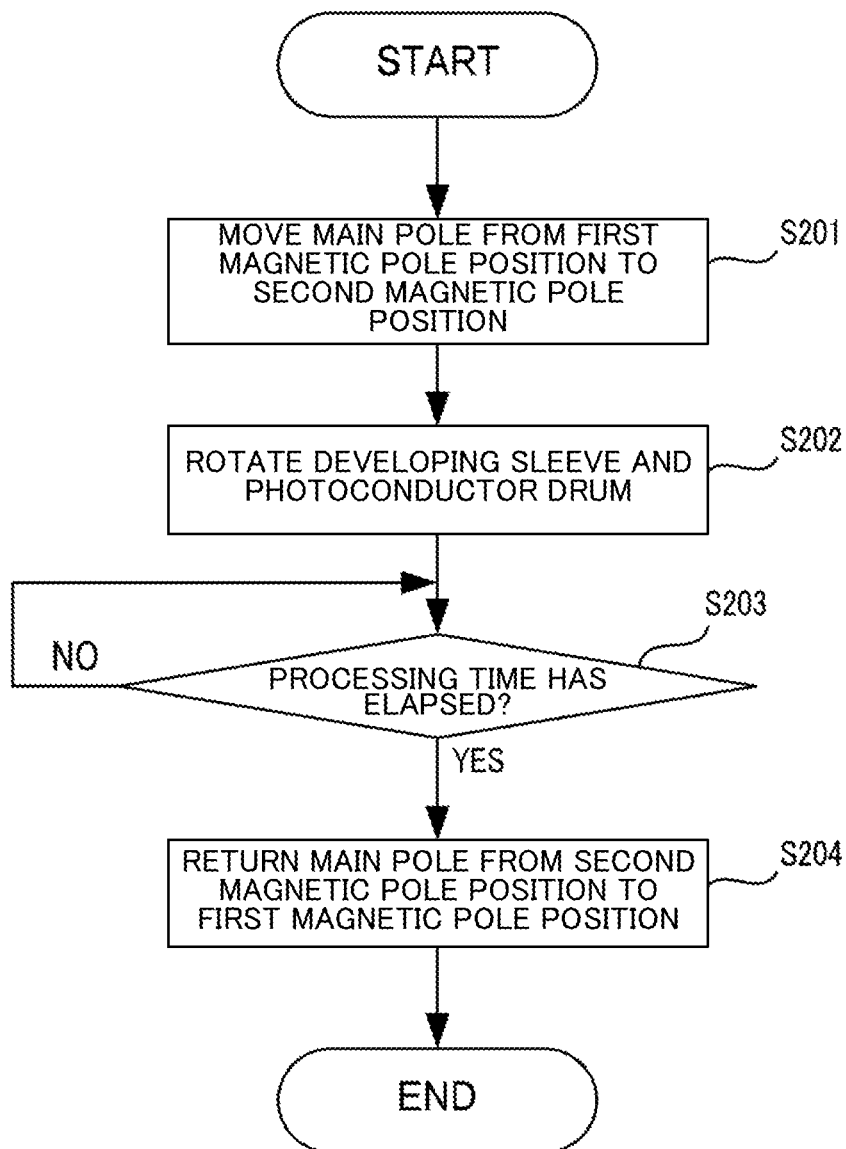 START
MOVE MAIN POLE FROM FIRST
MAGNETIC POLE POSITION TO
SECOND MAGNETIC POLE
POSITION
S201
ROTATE DEVELOPING SLEEVE AND
PHOTOCONDUCTOR DRUM
S202
S203
NO
PROCESSING TIME HAS
ELAPSED?
YES
RETURN MAIN POLE FROM SECOND
MAGNETIC POLE POSITION TO
FIRST MAGNETIC POLE POSITION
S204
END